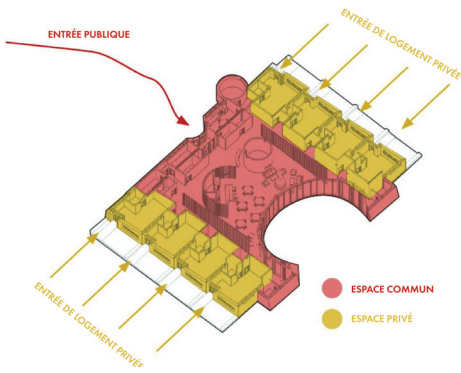 ENTRÉE DE LOGEMENT PRIVÉE
ENTRÉE PUBLIQUE
ESPACE COMMUN
ESPACE PRIVÉ
ENTRÉE DE LOGEMENT PRIVÉE